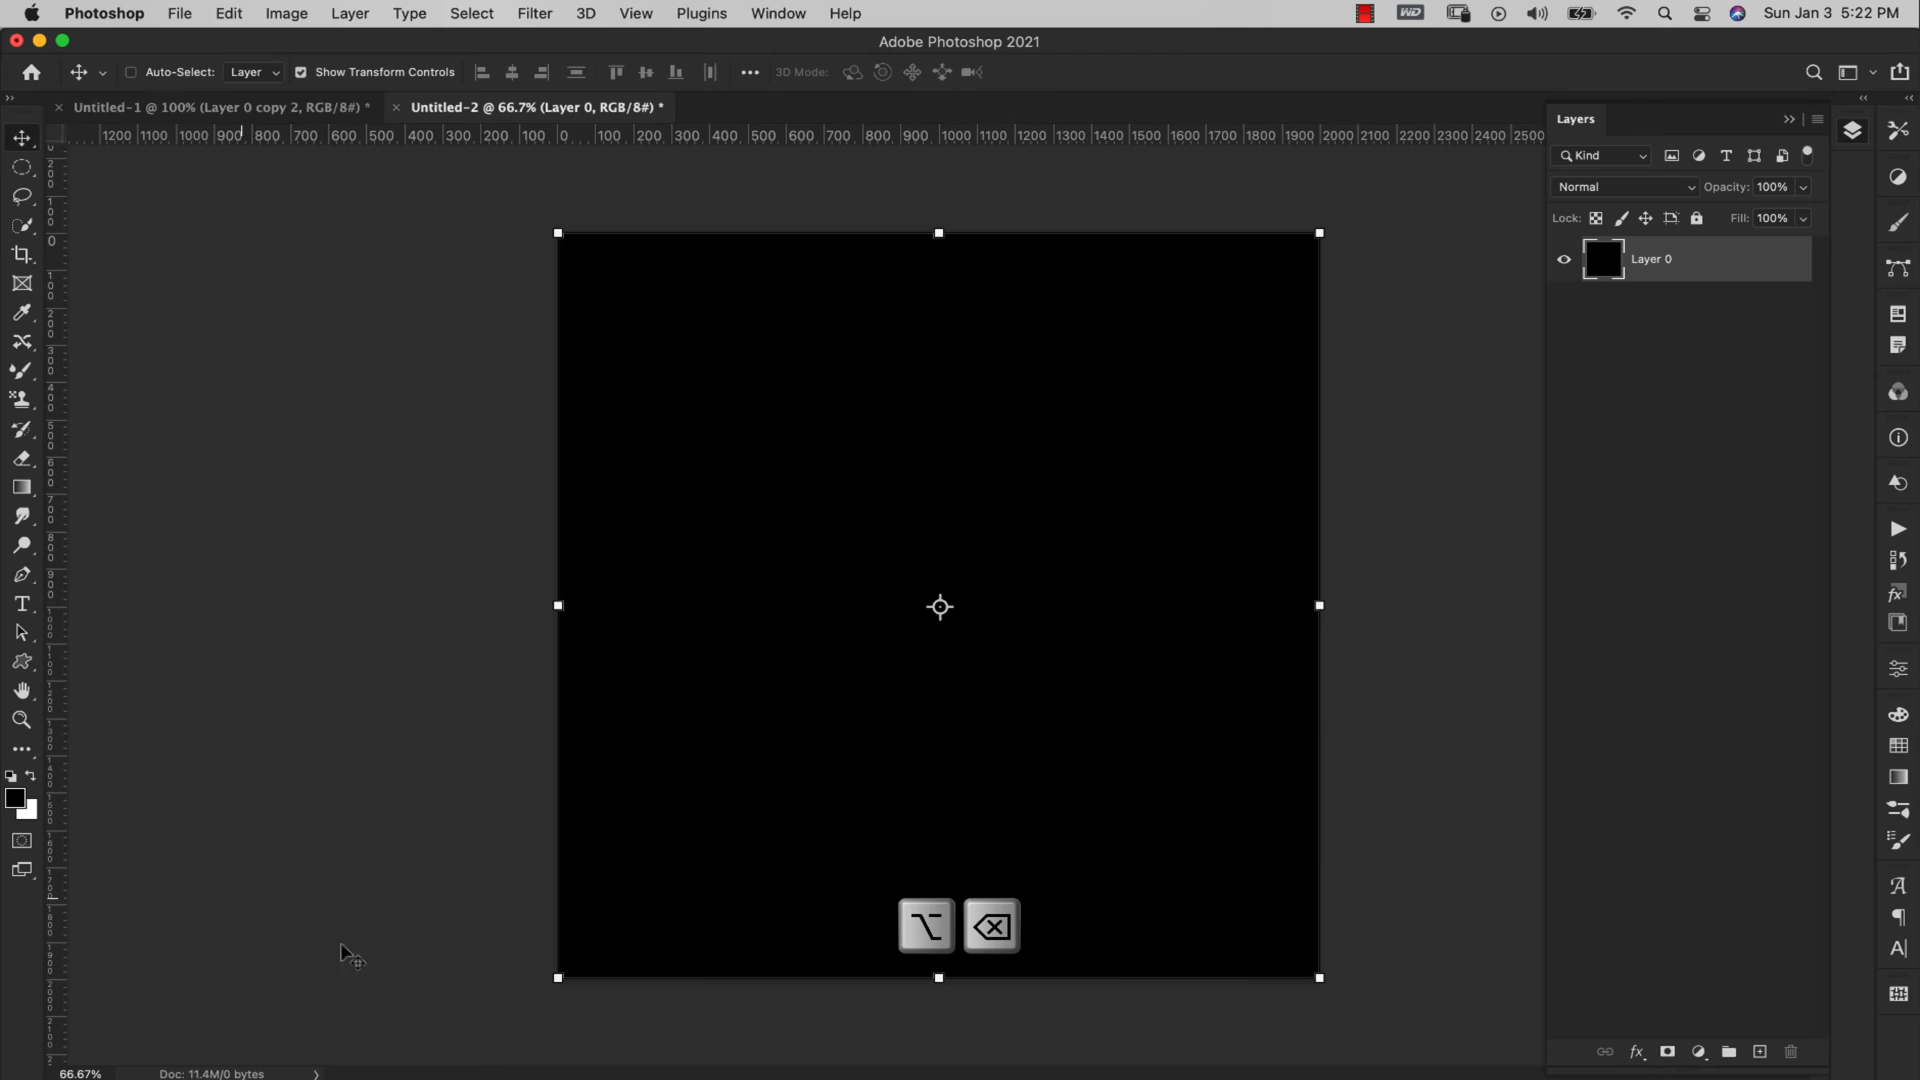 Photoshop File Edit Image Layer Type Select Filter 3D View Plugins Window Help WD Sun Jan 3 5:22 PM
Adobe Photoshop 2021
Auto-Select: Layer Show Transform Controls 3D Mode:
Untitled-1 @ 100% (Layer 0 copy 2, RGB/8#) * Untitled-2 @ 66.7% (Layer 0, RGB/8#) *
1200 1100 1000 900 800 700 600 500 400 300 200 100 0 100 200 300 400 500 600 700 800 900 1000 1100 1200 1300 1400 1500 1600 1700 1800 1900 2000 2100 2200 2300 2400 2500
Layers
Kind
Normal Opacity: 100%
Lock: Fill: 100%
Layer 0
fx
66.67% Doc: 11.4M/0 bytes